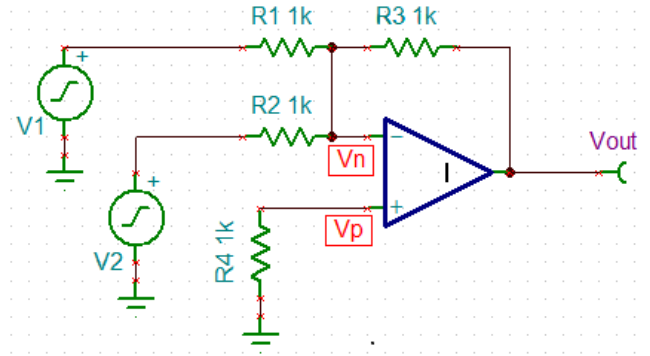 R1 1k
R3 1k
+
V1
R2 1k
Vn
−
Vout
I
+
V2
R4 1k
Vp
+